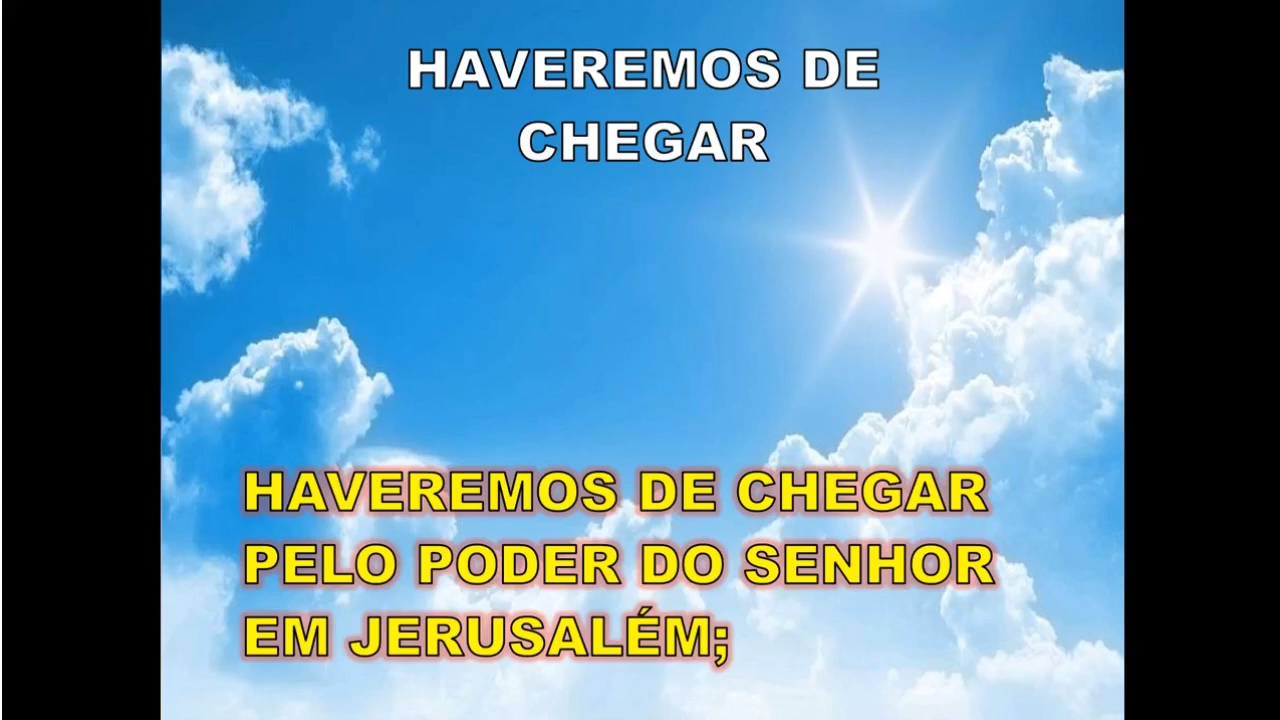 HAVEREMOS DE
CHEGAR
HAVEREMOS DE CHEGAR
PELO PODER DO SENHOR
EM JERUSALÉM;